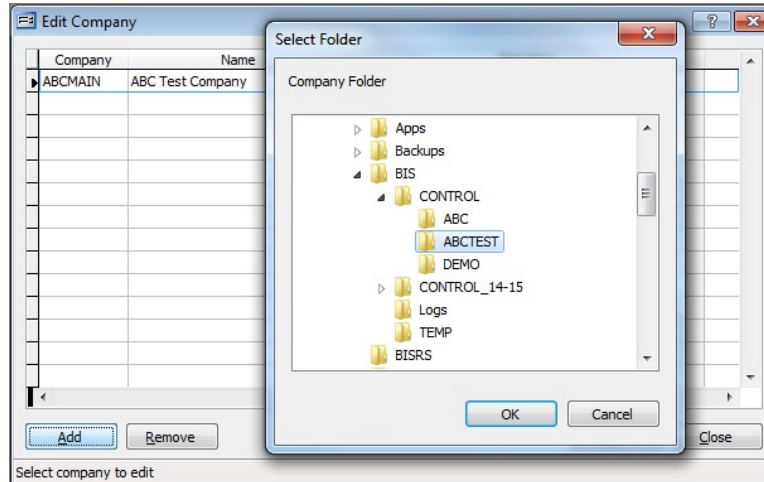 Edit Company
Company Name
ABCMAIN ABC Test Company
Select Folder
Company Folder
Apps
Backups
BIS
CONTROL
ABC
ABCTEST
DEMO
CONTROL_14-15
Logs
TEMP
BISRS
OK Cancel
Add Remove Close
Select company to edit